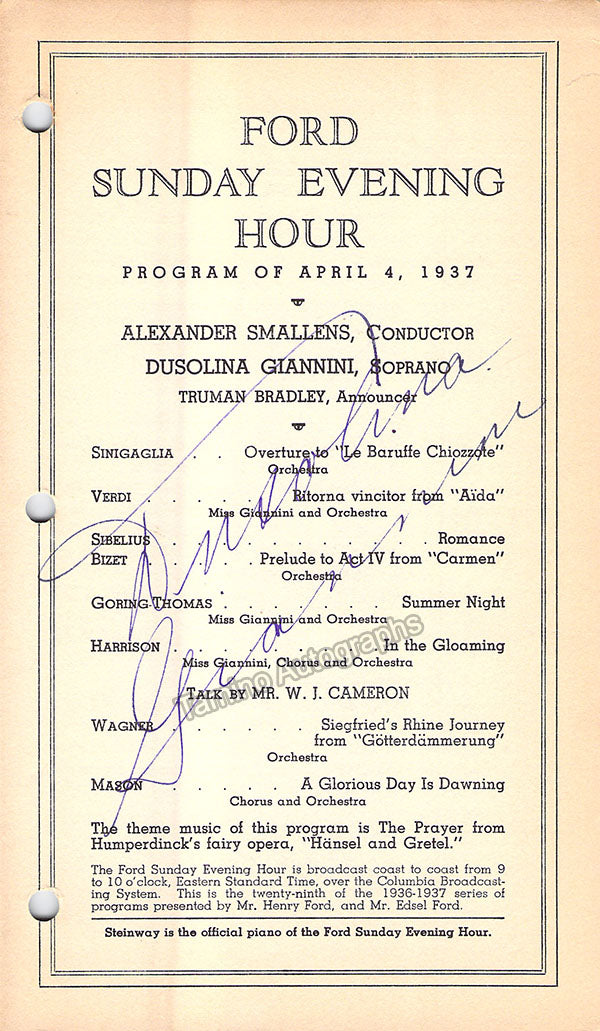 FORD
SUNDAY EVENING
HOUR
PROGRAM OF APRIL 4, 1937
ALEXANDER SMALLENS, CONDUCTOR
DUSOLINA GIANNINI, SOPRANO
TRUMAN BRADLEY, Announcer
SINIGAGLIA . . Overture to "Le Baruffe Chiozzote"
Orchestra
VERDI . . . . . Ritorna vincitor from "Aïda"
Miss Giannini and Orchestra
SIBELIUS . . . . . . . . . . . Romance
BIZET . . . . . Prelude to Act IV from "Carmen"
Orchestra
GORING-THOMAS . . . . . . . Summer Night
Miss Giannini and Orchestra
HARRISON . . . . . . . . In the Gloaming
Miss Giannini, Chorus and Orchestra
TALK BY MR. W. J. CAMERON
WAGNER . . . . . . Siegfried's Rhine Journey
from "Götterdämmerung"
Orchestra
MASON . . . . . A Glorious Day Is Dawning
Chorus and Orchestra
The theme music of this program is The Prayer from
Humperdinck's fairy opera, "Hänsel and Gretel."
The Ford Sunday Evening Hour is broadcast coast to coast from 9
to 10 o'clock, Eastern Standard Time, over the Columbia Broadcast-
ing System. This is the twenty-ninth of the 1936-1937 series of
programs presented by Mr. Henry Ford, and Mr. Edsel Ford.
Steinway is the official piano of the Ford Sunday Evening Hour.
Dusolina
Giannini
Tamino Autographs